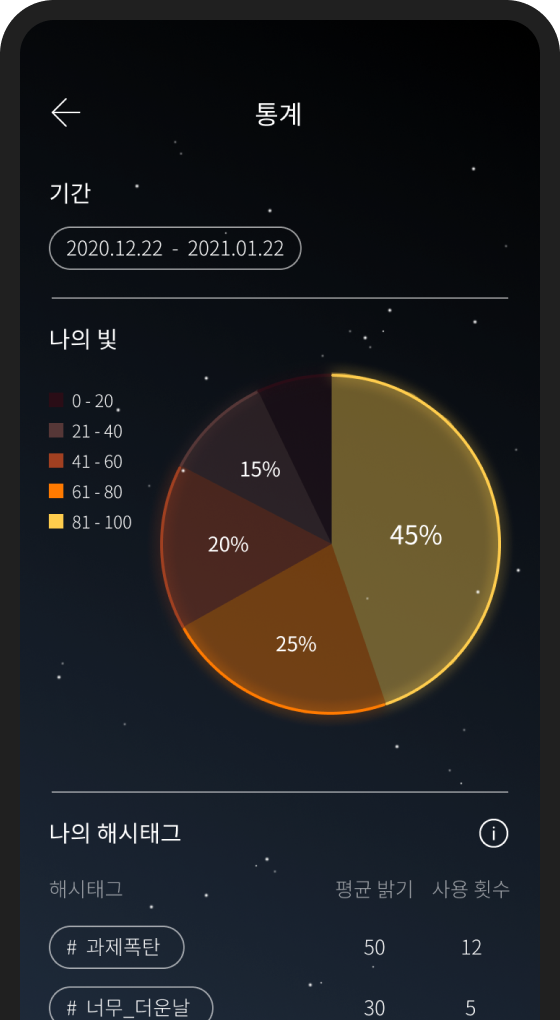 통계
기간
2020.12.22 - 2021.01.22
나의 빛
0 - 20
21 - 40
41 - 60
61 - 80
81 - 100
15%
45%
20%
25%
나의 해시태그
i
해시태그 평균 밝기 사용 횟수
# 과제폭탄 50 12
# 너무_더운날 30 5